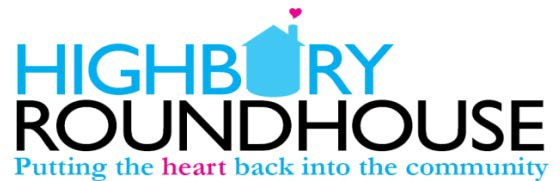 HIGHBURY
ROUNDHOUSE
Putting the heart back into the community